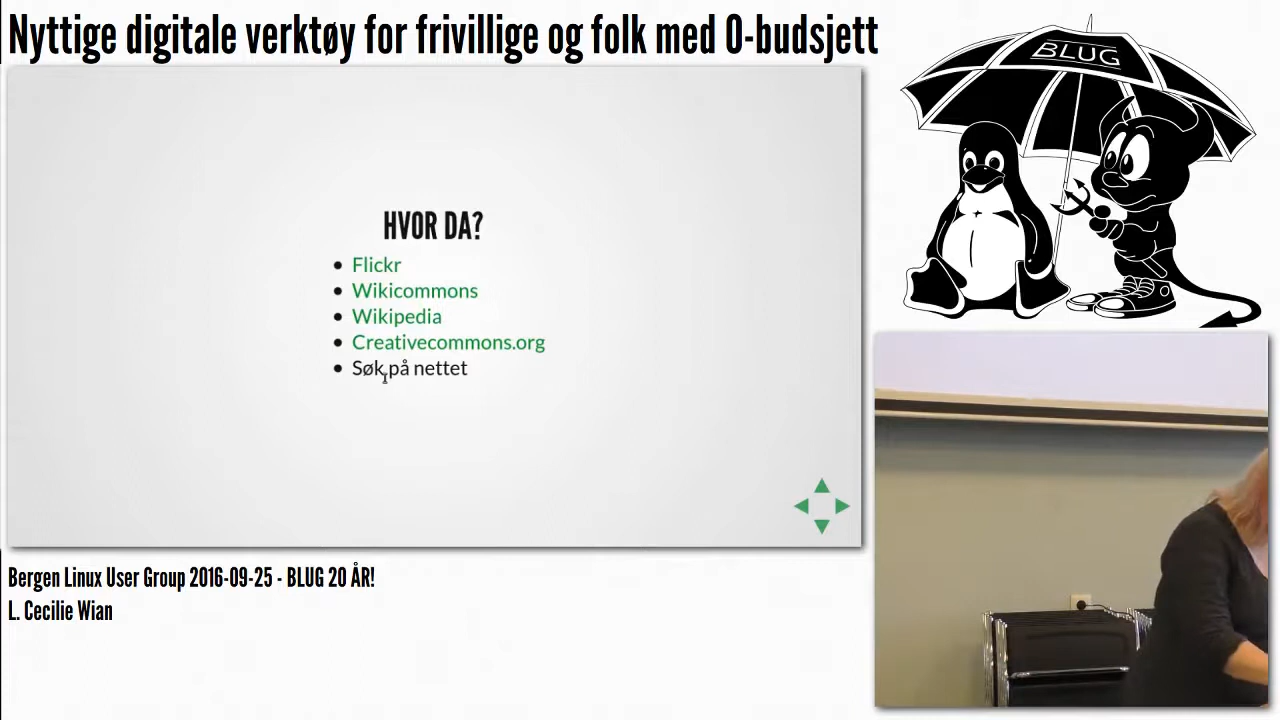 Nyttige digitale verktøy for frivillige og folk med 0-budsjett
BLUG
HVOR DA?
Flickr
Wikicommons
Wikipedia
Creativecommons.org
Søk på nettet
Bergen Linux User Group 2016-09-25 - BLUG 20 ÅR!
L. Cecilie Wian